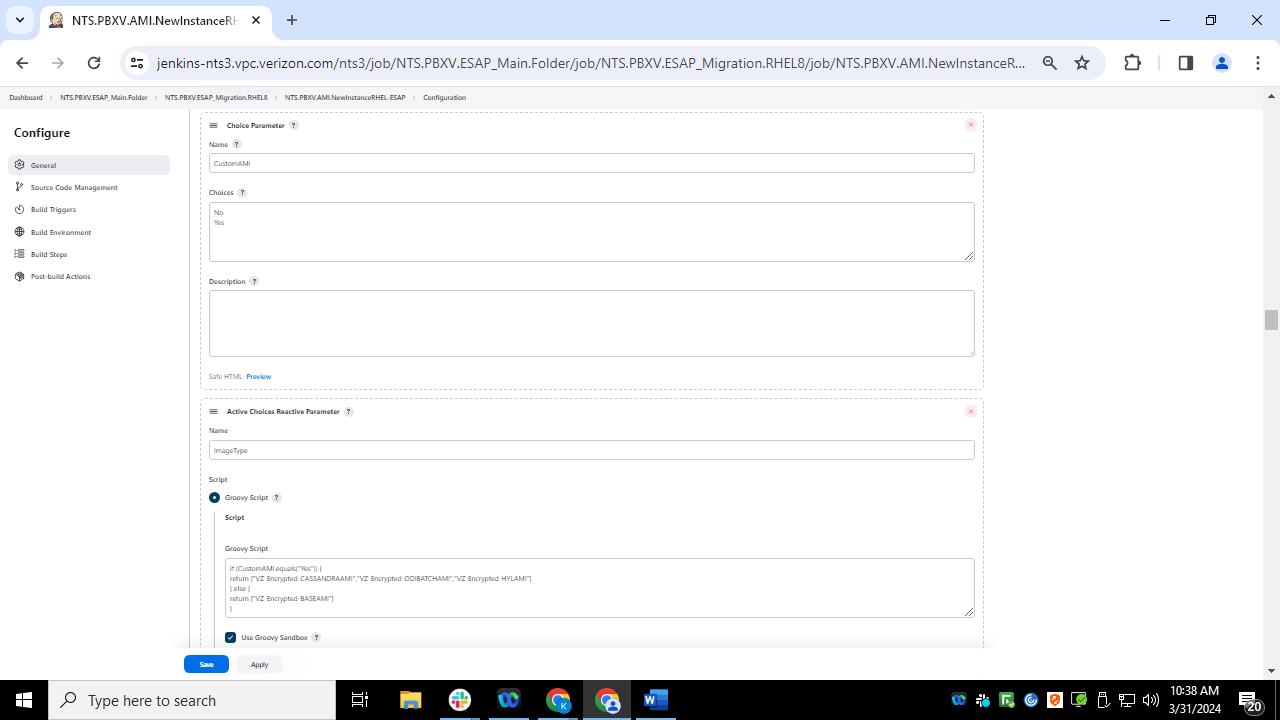 NTS.PBXV.AMI.NewInstanceRH
jenkins-nts3.vpc.verizon.com/nts3/job/NTS.PBXV.ESAP_Main.Folder/job/NTS.PBXV.ESAP_Migration.RHEL8/job/NTS.PBXV.AMI.NewInstanceR...
Dashboard > NTS.PBXV.ESAP_Main.Folder > NTS.PBXV.ESAP_Migration.RHEL8 > NTS.PBXV.AMI.NewInstanceRHEL-ESAP > Configuration
Configure
General
Source Code Management
Build Triggers
Build Environment
Build Steps
Post-build Actions
Choice Parameter ?
Name ?
CustomAMI
Choices ?
No
Yes
Description ?
Safe HTML Preview
Active Choices Reactive Parameter ?
Name
ImageType
Script
Groovy Script ?
Script
Groovy Script
if (CustomAMI.equals("Yes")) {
return ["VZ-Encrypted-CASSANDRAAMI","VZ-Encrypted-ODIBATCHAMI","VZ-Encrypted-HYLAMI"]
} else {
return ["VZ-Encrypted-BASEAMI"]
}
Use Groovy Sandbox ?
Save Apply
Type here to search
10:38 AM
3/31/2024
20